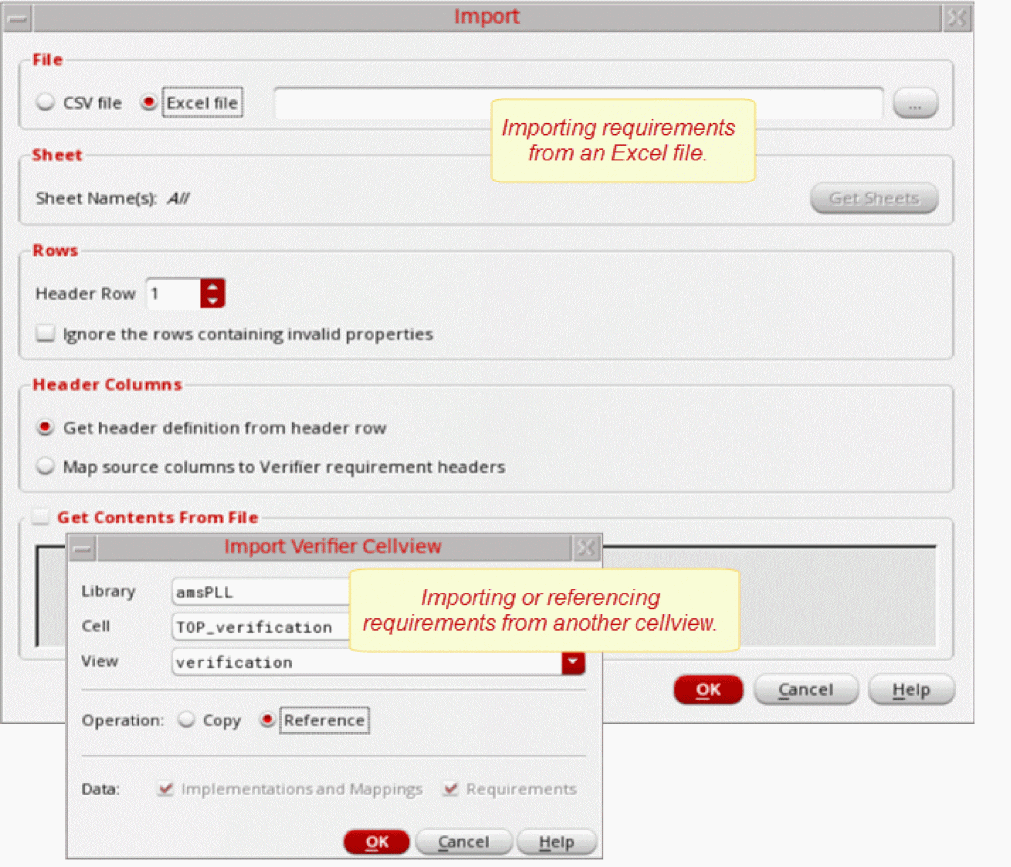 Import
File
CSV file Excel file ...
Importing requirements
from an Excel file.
Sheet
Sheet Name(s): All Get Sheets
Rows
Header Row 1
Ignore the rows containing invalid properties
Header Columns
Get header definition from header row
Map source columns to Verifier requirement headers
Get Contents From File
Import Verifier Cellview
Library amsPLL
Importing or referencing
requirements from another cellview.
Cell TOP_verification
View verification
OK Cancel Help
Operation: Copy Reference
Data: Implementations and Mappings Requirements
OK Cancel Help